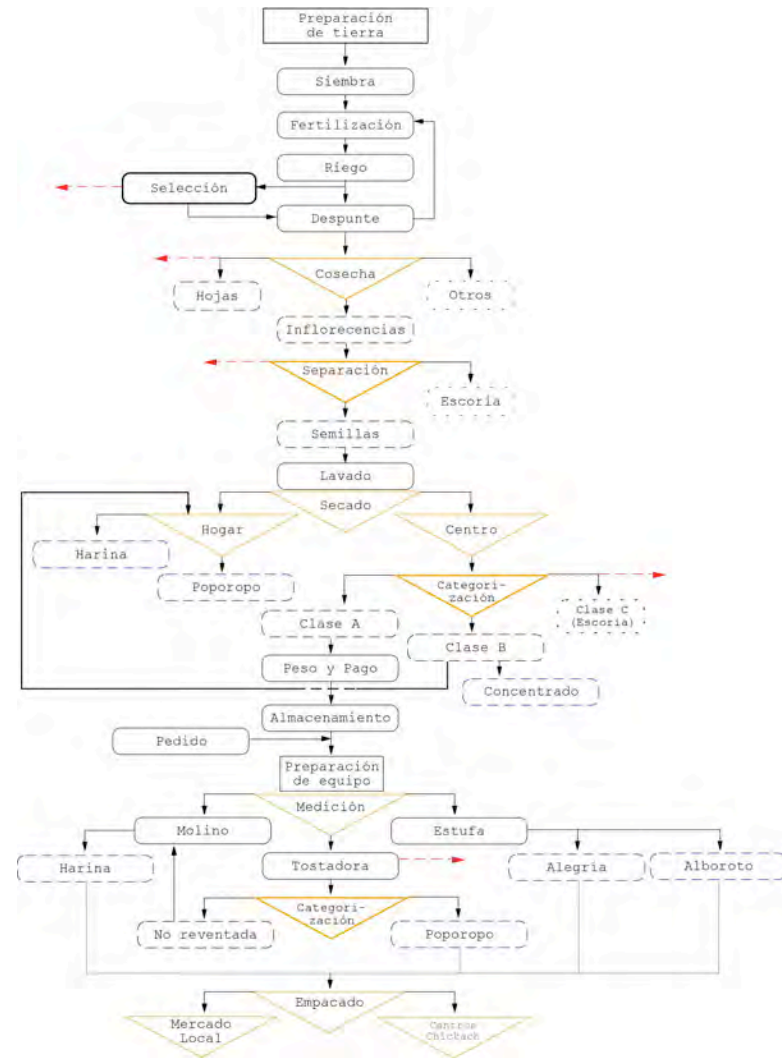 Preparación
de tierra
Siembra
Fertilización
Riego
Selección
Despunte
Cosecha
Hojas
Otros
Inflorecencias
Separación
Escoria
Semillas
Lavado
Secado
Hogar
Centro
Harina
Poporopo
Categori-
zación
Clase C
(Escoria)
Clase A
Clase B
Peso y Pago
Concentrado
Almacenamiento
Pedido
Preparación
de equipo
Medición
Molino
Estufa
Harina
Tostadora
Alegria
Alboroto
Categori-
zación
No reventada
Poporopo
Empacado
Mercado
Local
Centros
Chickach